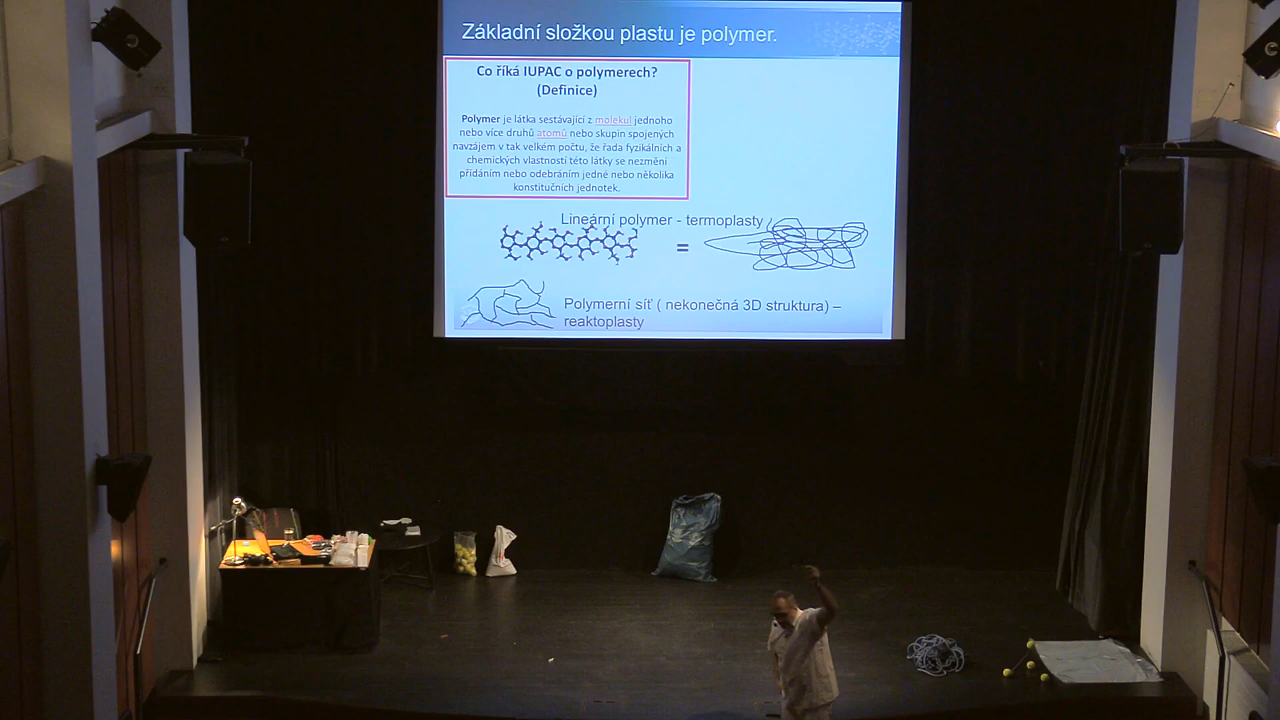 Základní složkou plastu je polymer.
Co říká IUPAC o polymerech?
(Definice)
Polymer je látka sestávající z molekul jednoho
nebo více druhů atomů nebo skupin spojených
navzájem v tak velkém počtu, že řada fyzikálních a
chemických vlastností této látky se nezmění
přidáním nebo odebráním jedné nebo několika
konstitučních jednotek.
Lineární polymer - termoplasty
=
Polymerní síť ( nekonečná 3D struktura) –
reaktoplasty